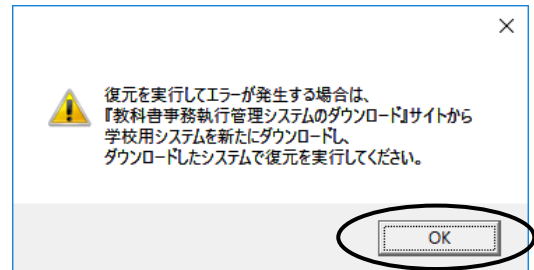 復元を実行してエラーが発生する場合は、
『教科書事務執行管理システムのダウンロード』サイトから
学校用システムを新たにダウンロードし、
ダウンロードしたシステムで復元を実行してください。
OK